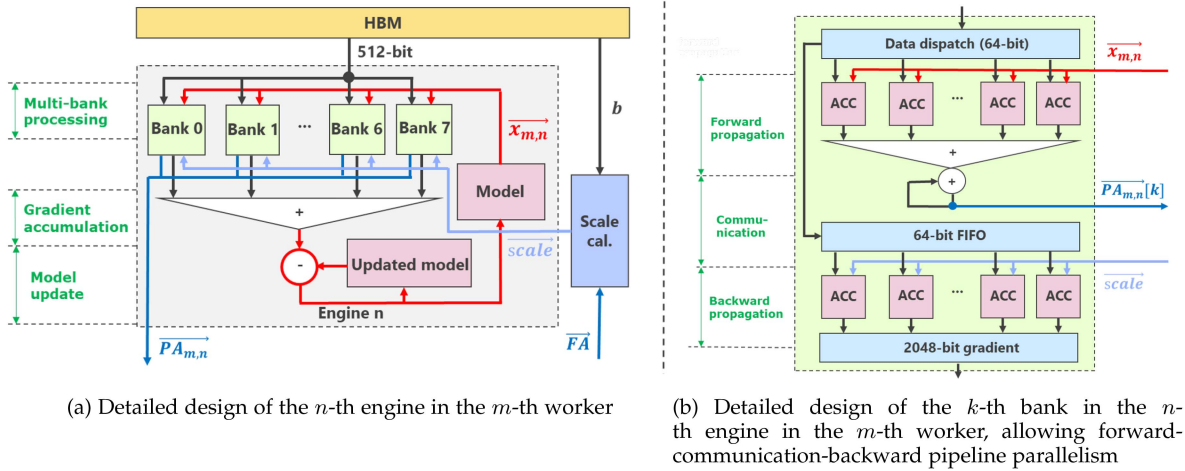 HBM
512-bit
Multi-bank
processing
Bank 0
Bank 1
...
Bank 6
Bank 7
x_{m,n}
b
Model
Gradient
accumulation
+
scale
Scale
cal.
-
Updated model
Model
update
Engine n
PA_{m,n}
FA
(a) Detailed design of the n-th engine in the m-th worker
Data dispatch (64-bit)
x_{m,n}
ACC
ACC
...
ACC
ACC
Forward
propagation
+
+
PA_{m,n}[k]
Commu-
nication
64-bit FIFO
scale
ACC
ACC
...
ACC
ACC
Backward
propagation
2048-bit gradient
(b) Detailed design of the k-th bank in the n-
th engine in the m-th worker, allowing forward-
communication-backward pipeline parallelism